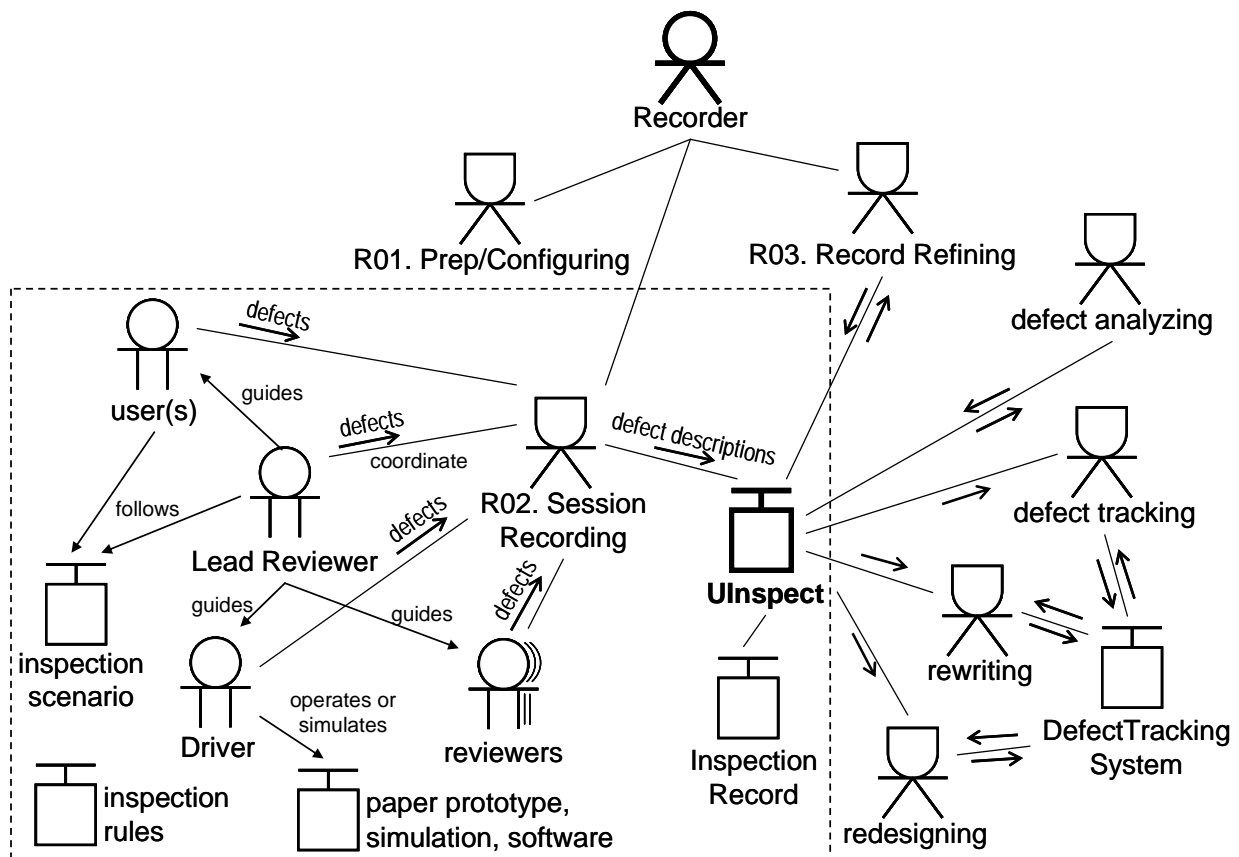 Recorder
R01. Prep/Configuring
R03. Record Refining
defect analyzing
defects
user(s)
guides
defects
coordinate
defect descriptions
defect tracking
follows
R02. Session
Recording
defects
Lead Reviewer
UInspect
guides
guides
defects
inspection
scenario
rewriting
operates or
simulates
Driver
reviewers
Inspection
Record
DefectTracking
System
inspection
rules
paper prototype,
simulation, software
redesigning